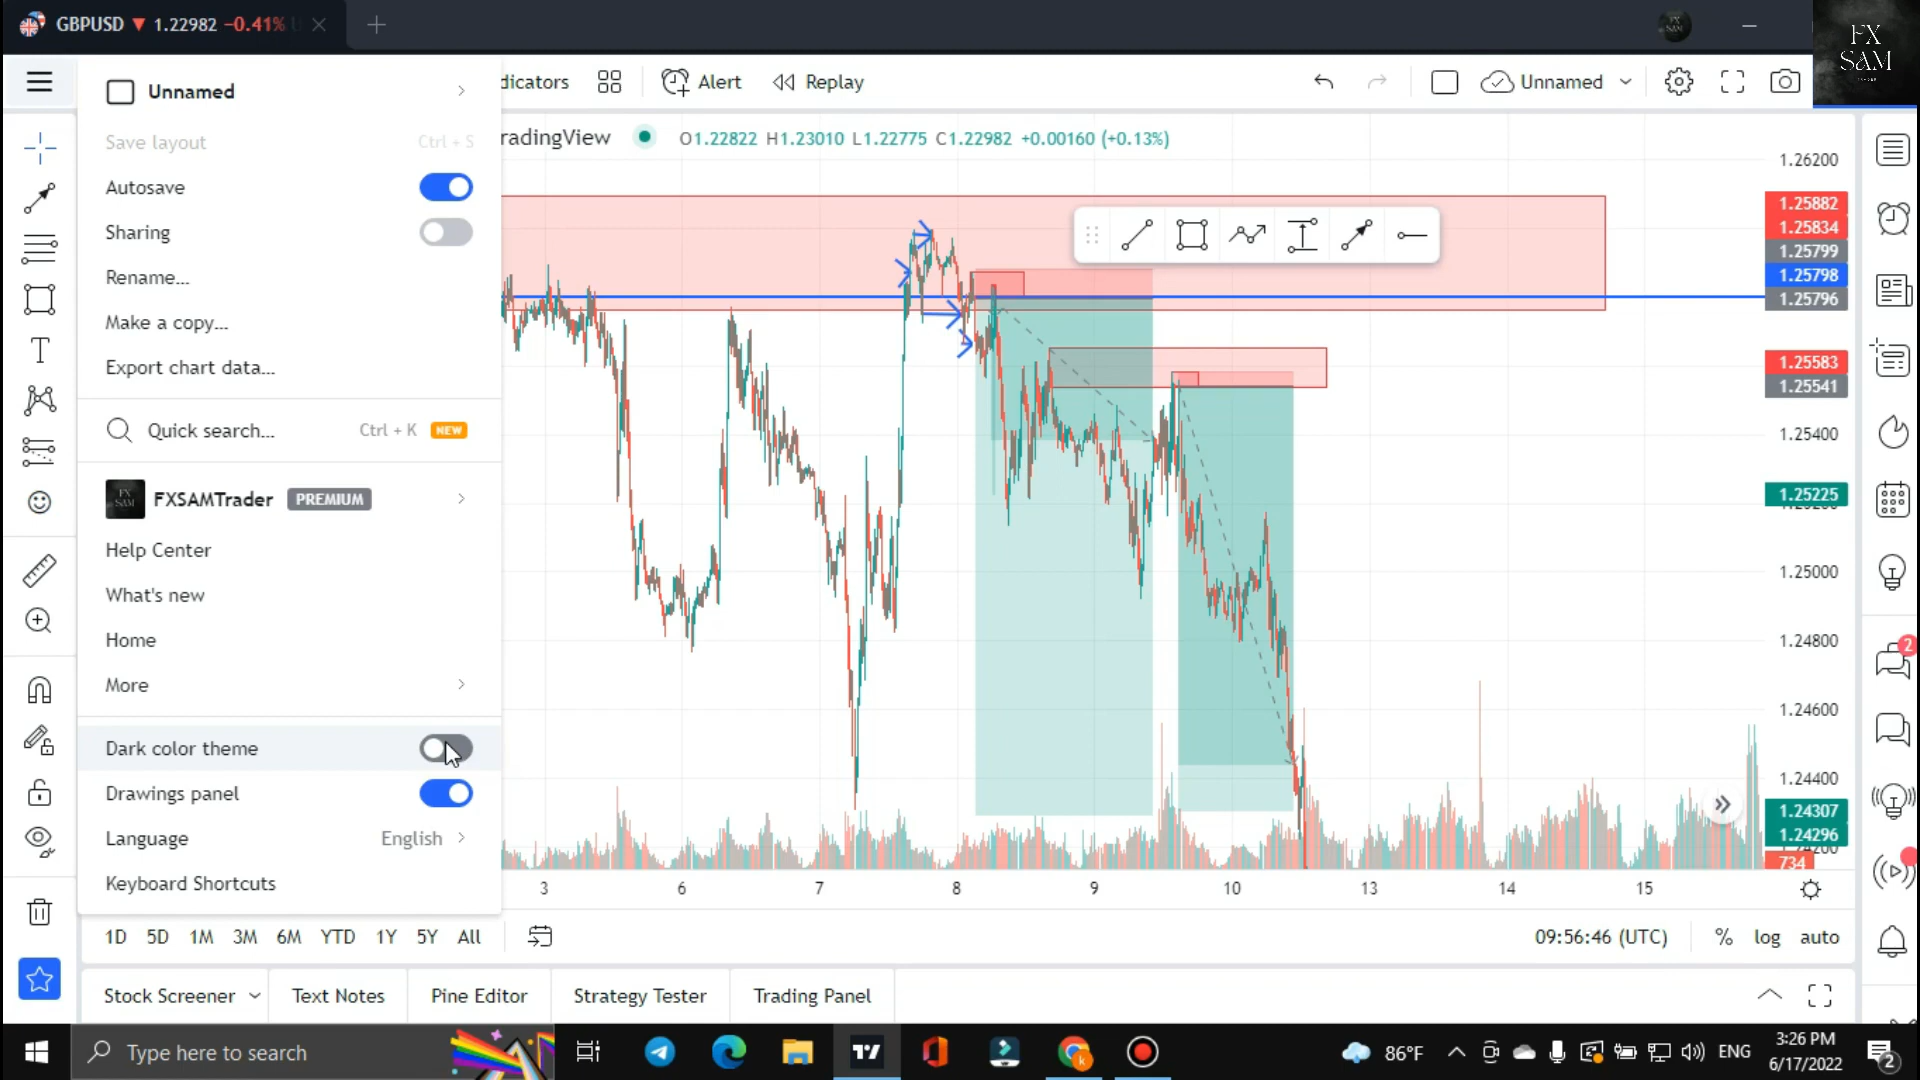 GBPUSD ▼ 1.22982 −0.41%
FX
SAM
Unnamed
dicators
Alert
Replay
Unnamed
Save layout
Ctrl + S
radingView
O1.22822 H1.23010 L1.22775 C1.22982 +0.00160 (+0.13%)
Autosave
Sharing
Rename...
Make a copy...
Export chart data...
Quick search...
Ctrl + K
NEW
FX
SAM
FXSAMTrader
PREMIUM
Help Center
What's new
Home
More
Dark color theme
Drawings panel
Language
English
Keyboard Shortcuts
1.26200
1.25882
1.25834
1.25799
1.25798
1.25796
1.25583
1.25541
1.25400
1.25225
1.25000
1.24800
1.24600
1.24400
1.24307
1.24296
734
3 6 7 8 9 10 13 14 15
1D 5D 1M 3M 6M YTD 1Y 5Y All
09:56:46 (UTC)
% log auto
Stock Screener
Text Notes
Pine Editor
Strategy Tester
Trading Panel
2
Type here to search
86°F
ENG
3:26 PM
6/17/2022
2